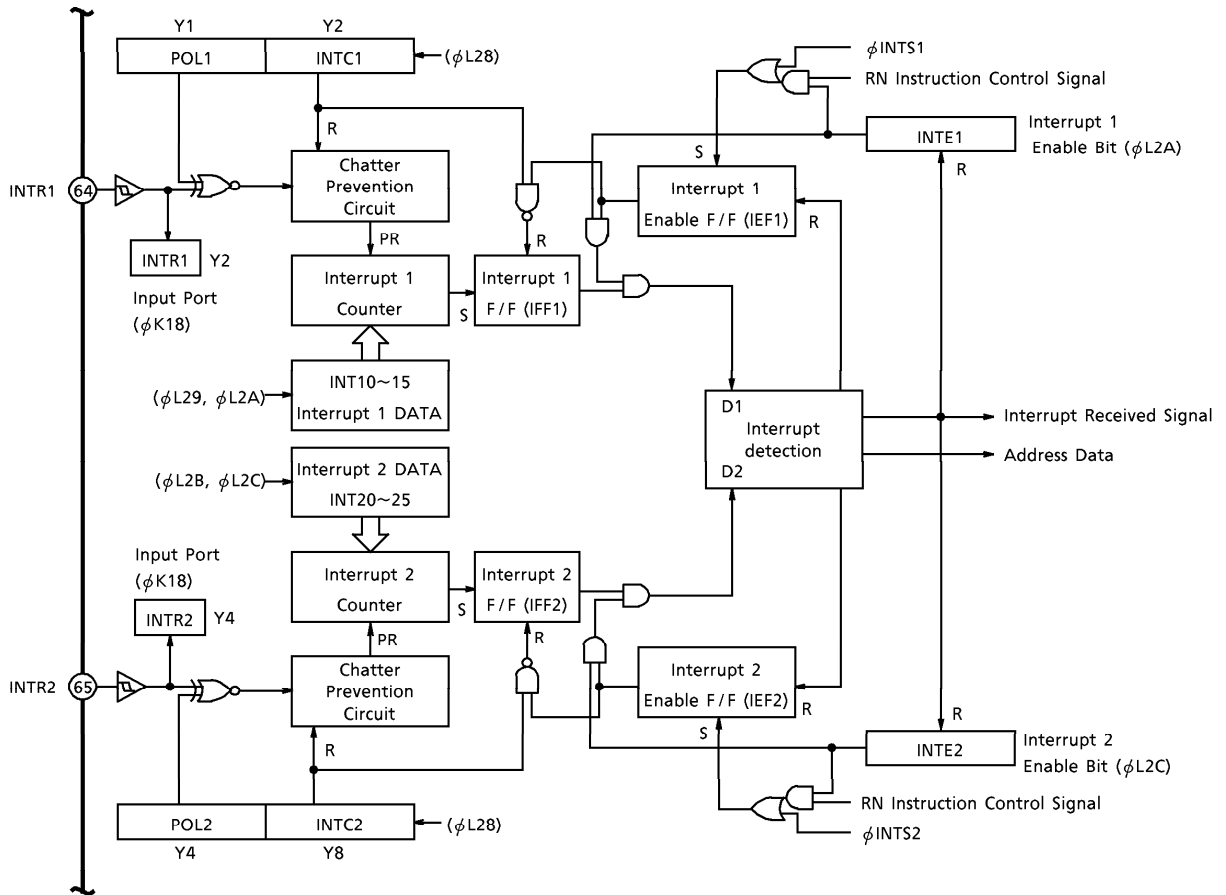 Y1
Y2
POL1
INTC1
(ϕL28)
ϕINTS1
RN Instruction Control Signal
INTE1
Interrupt 1
Enable Bit (ϕL2A)
R
R
S
INTR1
64
Chatter
Prevention
Circuit
Interrupt 1
Enable F/F (IEF1)
R
INTR1
Y2
Input Port
(ϕK18)
PR
R
Interrupt 1
Counter
S
Interrupt 1
F/F (IFF1)
(ϕL29, ϕL2A)
INT10~15
Interrupt 1 DATA
D1
Interrupt
detection
D2
Interrupt Received Signal
Address Data
(ϕL2B, ϕL2C)
Interrupt 2 DATA
INT20~25
Input Port
(ϕK18)
INTR2
Y4
Interrupt 2
Counter
S
Interrupt 2
F/F (IFF2)
R
PR
INTR2
65
Chatter
Prevention
Circuit
Interrupt 2
Enable F/F (IEF2)
R
R
S
R
INTE2
Interrupt 2
Enable Bit (ϕL2C)
POL2
INTC2
(ϕL28)
RN Instruction Control Signal
ϕINTS2
Y4
Y8